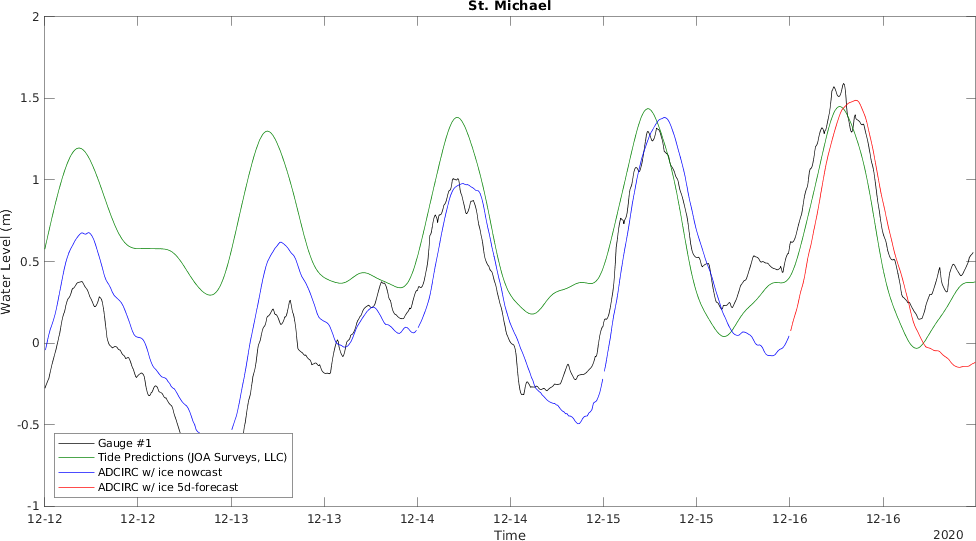 St. Michael
2
1.5
1
0.5
0
-0.5
-1
Water Level (m)
Gauge #1
Tide Predictions (JOA Surveys, LLC)
ADCIRC w/ ice nowcast
ADCIRC w/ ice 5d-forecast
12-12 12-12 12-13 12-13 12-14 12-14 12-15 12-15 12-16 12-16
Time
2020